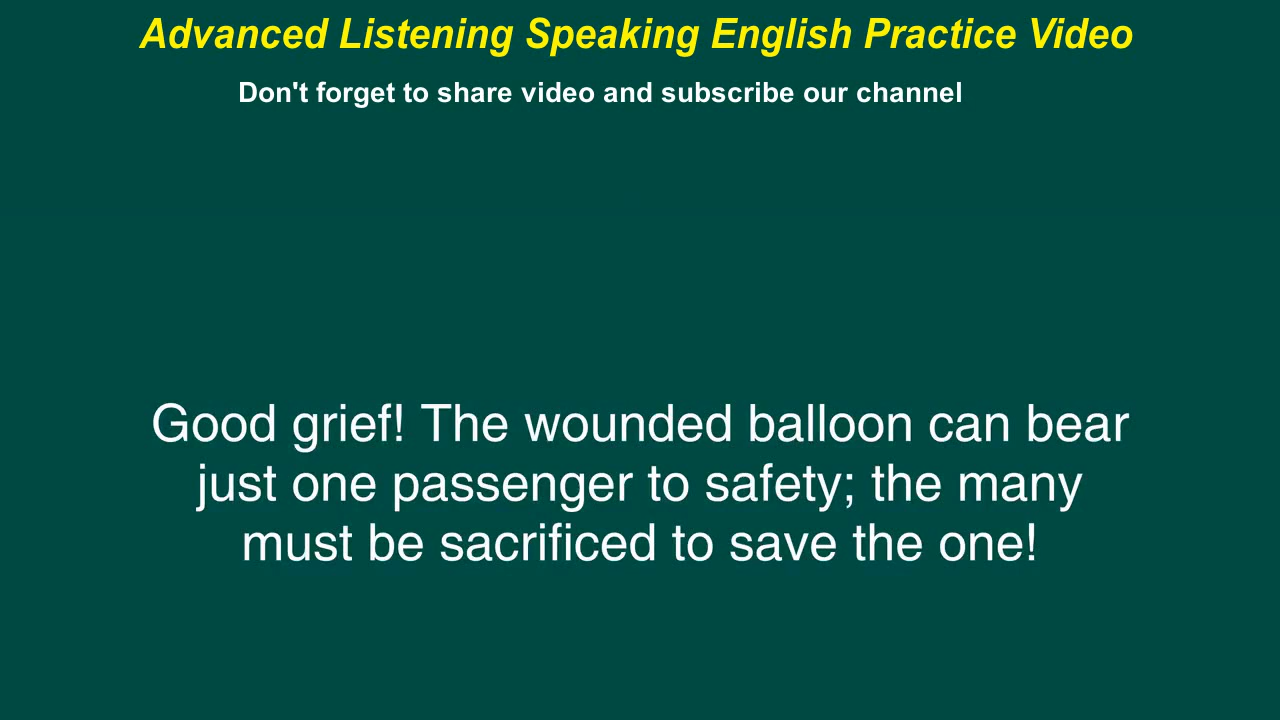 Advanced Listening Speaking English Practice Video
Don't forget to share video and subscribe our channel
Good grief! The wounded balloon can bear
just one passenger to safety; the many
must be sacrificed to save the one!